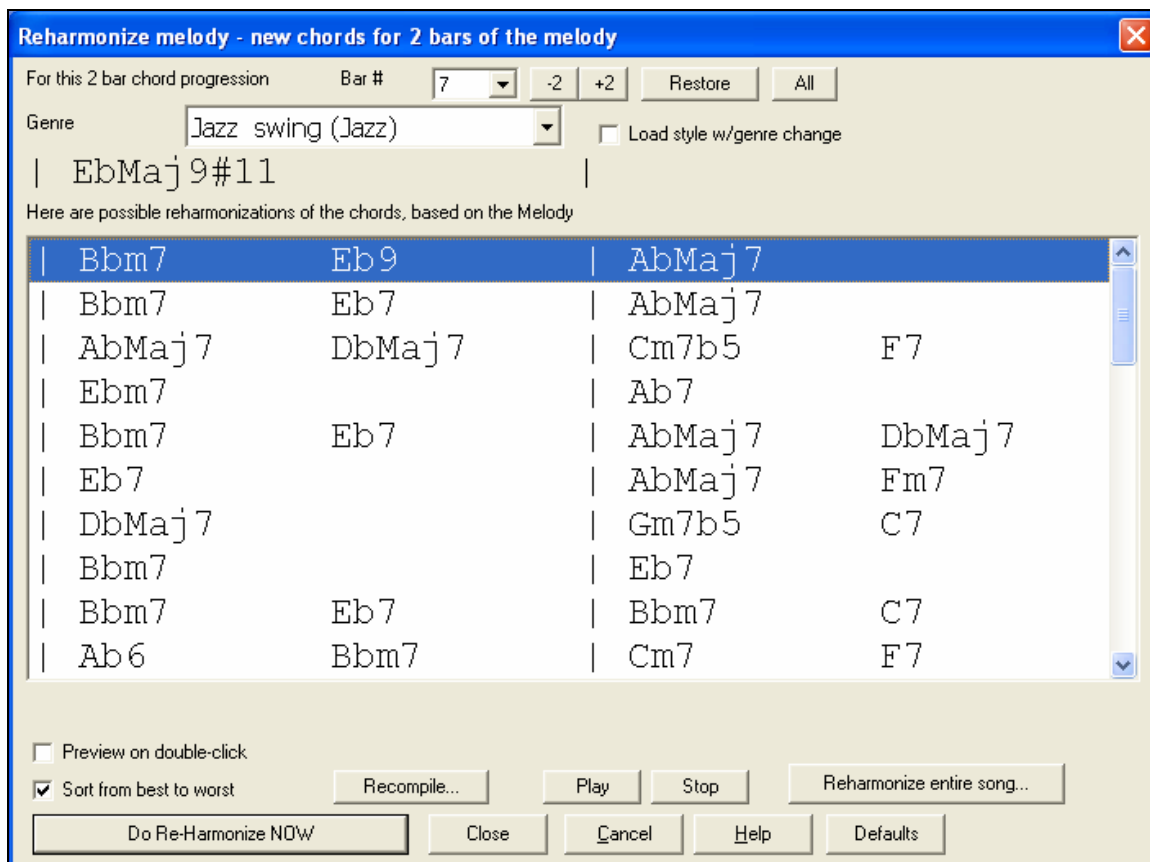 Reharmonize melody - new chords for 2 bars of the melody
For this 2 bar chord progression Bar # 7 -2 +2 Restore All
Genre Jazz swing (Jazz) Load style w/genre change
| EbMaj9#11 |
Here are possible reharmonizations of the chords, based on the Melody
| Bbm7 Eb9 | AbMaj7
| Bbm7 Eb7 | AbMaj7
| AbMaj7 DbMaj7 | Cm7b5 F7
| Ebm7 | Ab7
| Bbm7 Eb7 | AbMaj7 DbMaj7
| Eb7 | AbMaj7 Fm7
| DbMaj7 | Gm7b5 C7
| Bbm7 | Eb7
| Bbm7 Eb7 | Bbm7 C7
| Ab6 Bbm7 | Cm7 F7
Preview on double-click
Sort from best to worst Recompile... Play Stop Reharmonize entire song...
Do Re-Harmonize NOW Close Cancel Help Defaults